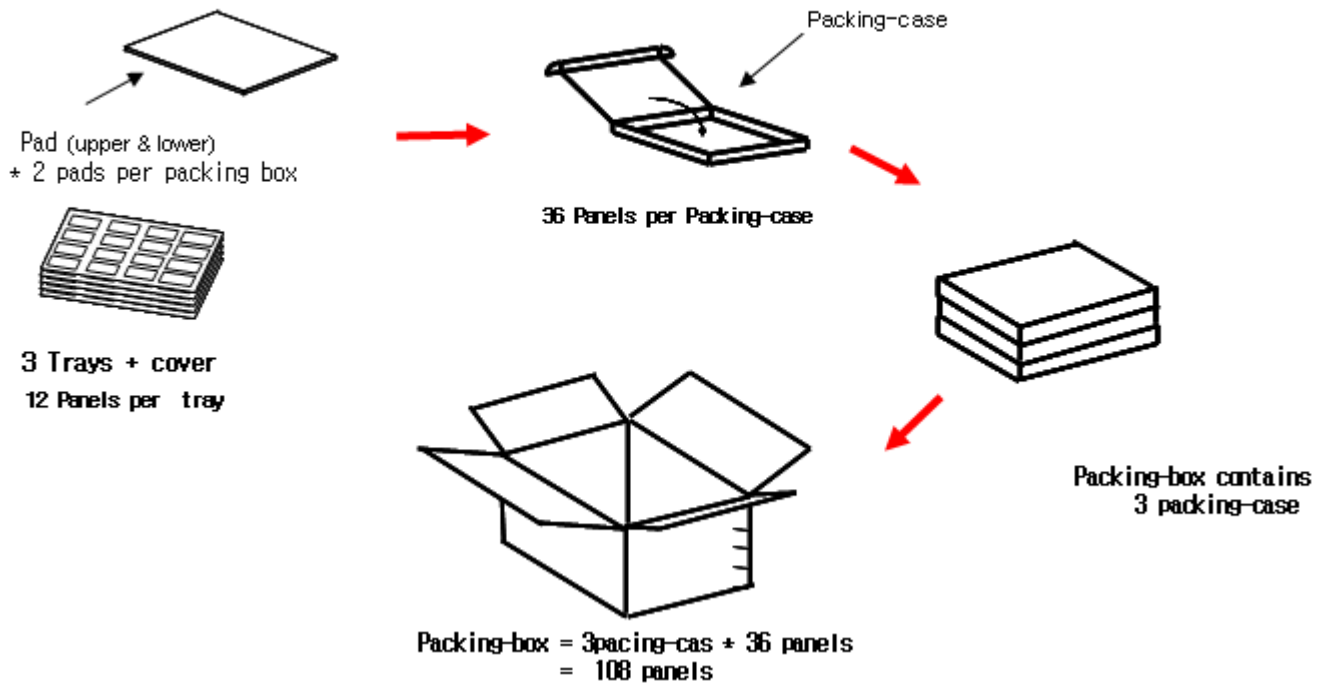 Packing-case
Pad (upper & lower)
* 2 pads per packing box
36 Panels per Packing-case
3 Trays + cover
12 Panels per tray
Packing-box contains
3 packing-case
Packing-box = 3pacing-cas * 36 panels
= 108 panels